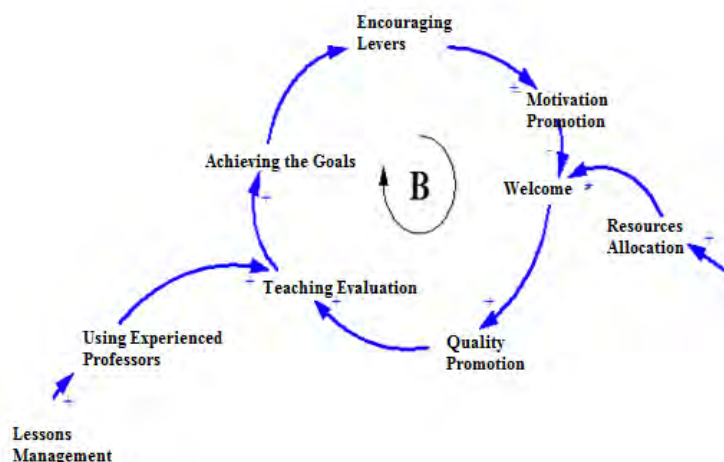 Encouraging
Levers
±
Motivation
Promotion
-
Achieving the Goals
+
B
Welcome
+
Resources
Allocation
+
+
Teaching Evaluation
+
+
Using Experienced
Professors
Quality
Promotion
+
Lessons
Management